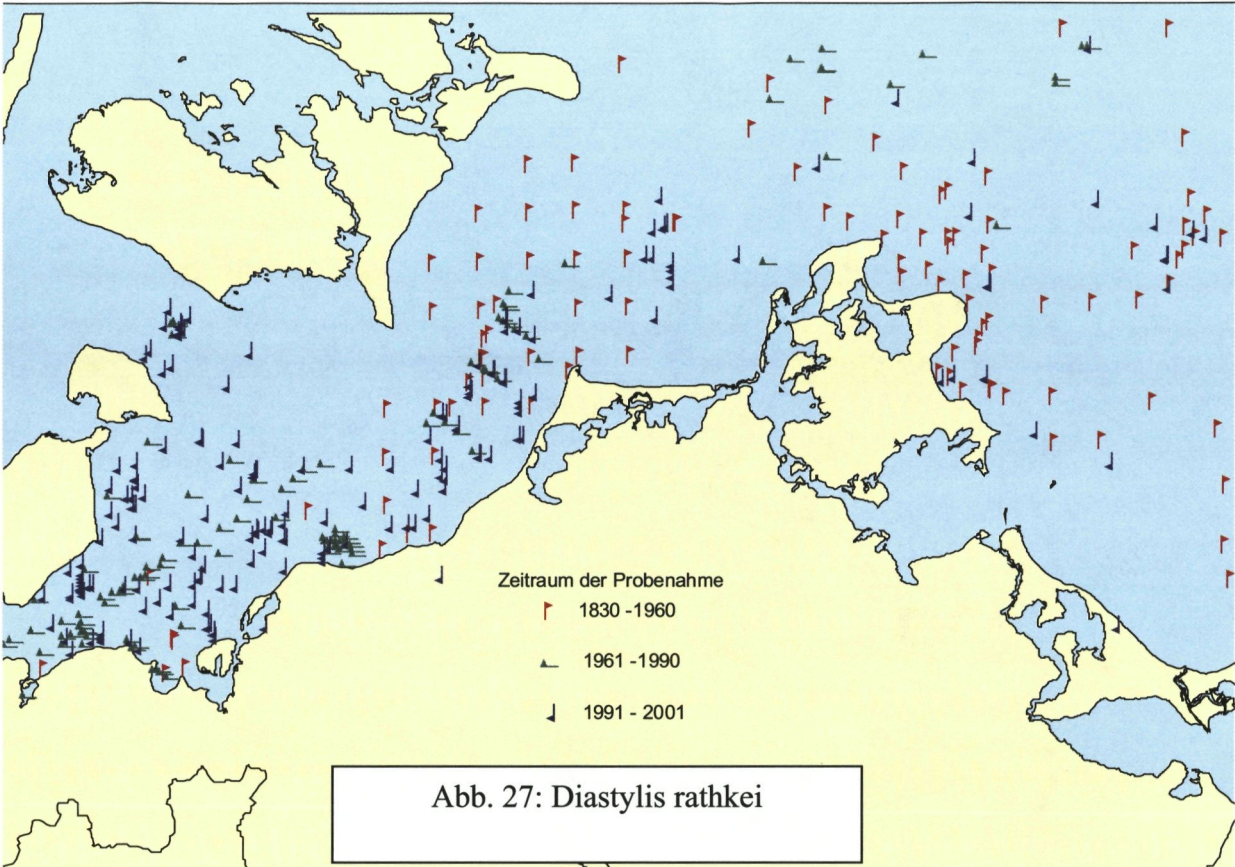 Zeitraum der Probenahme
1830 -1960
1961 -1990
1991 - 2001
Abb. 27: Diastylis rathkei